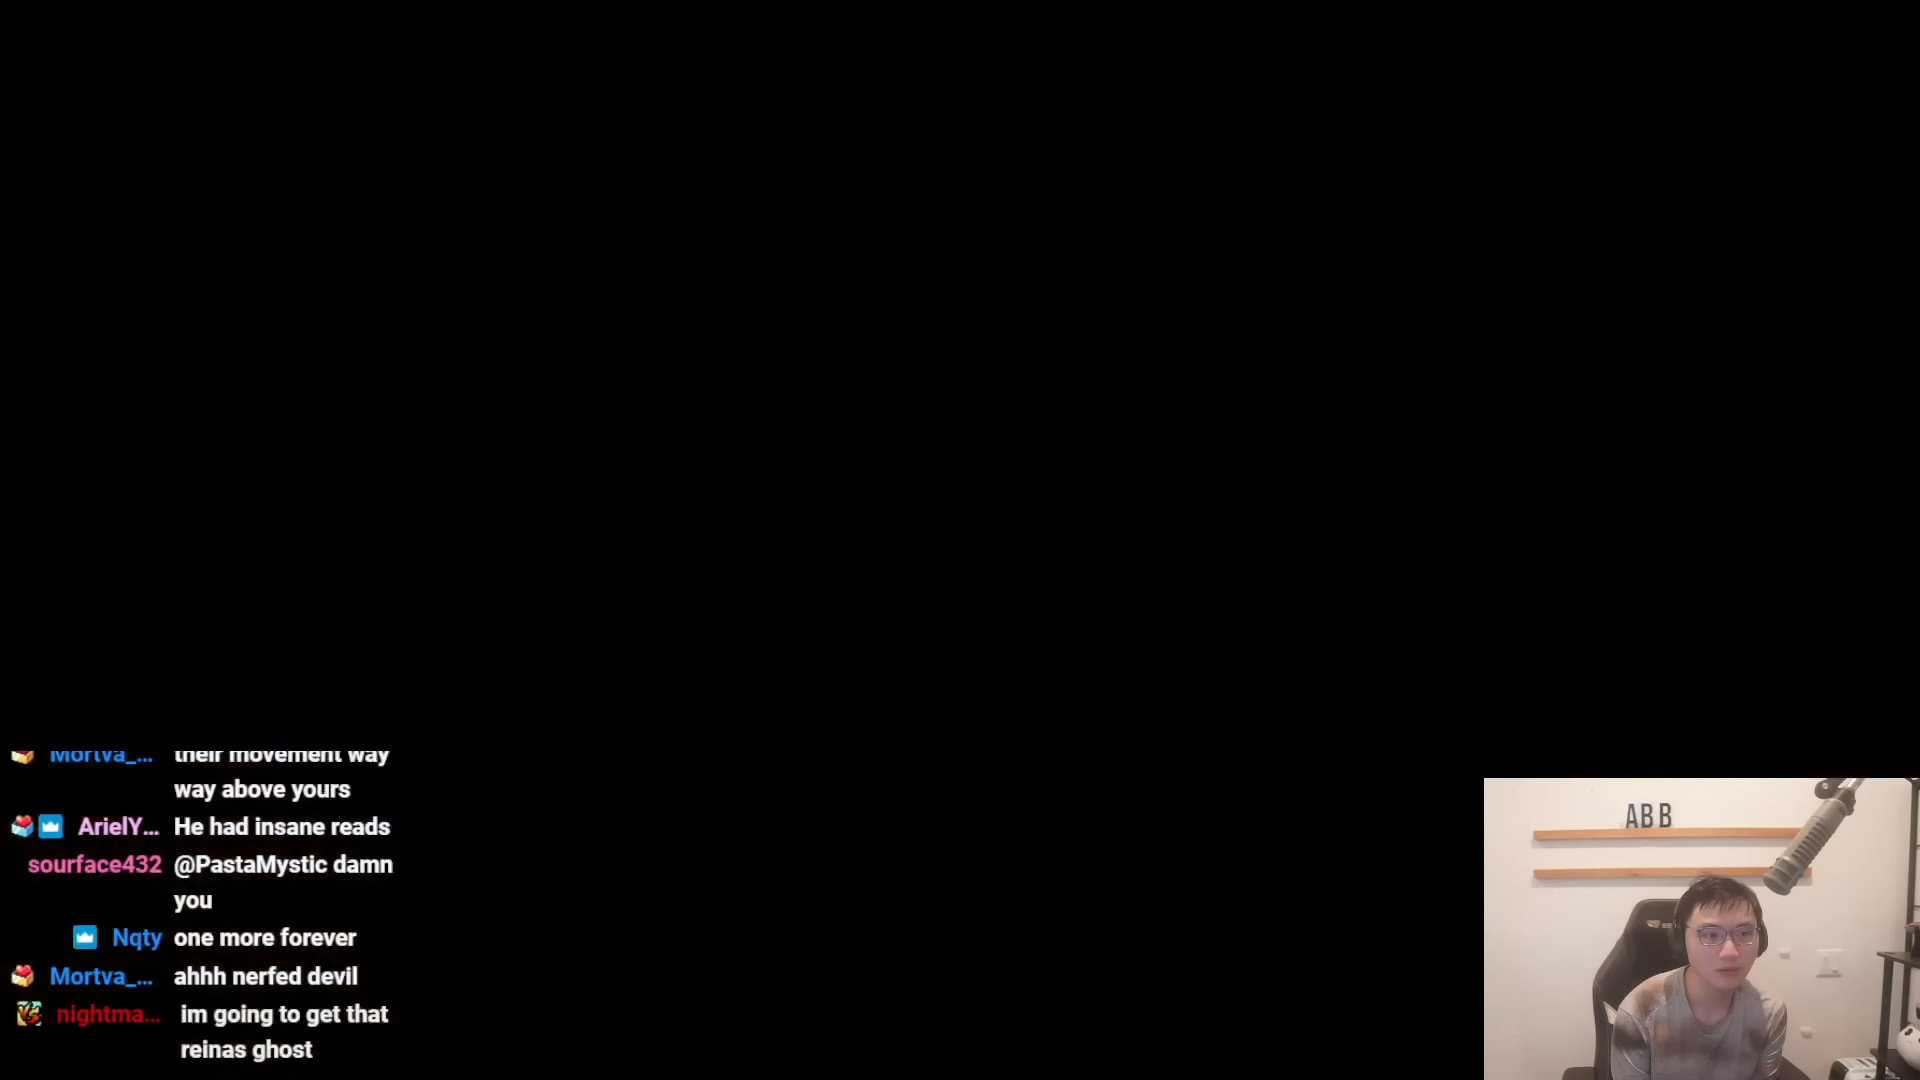 Mortva_... their movement way
way above yours
ArielY... He had insane reads
sourface432 @PastaMystic damn
you
Nqty one more forever
Mortva_... ahhh nerfed devil
nightma... im going to get that
reinas ghost
ABB